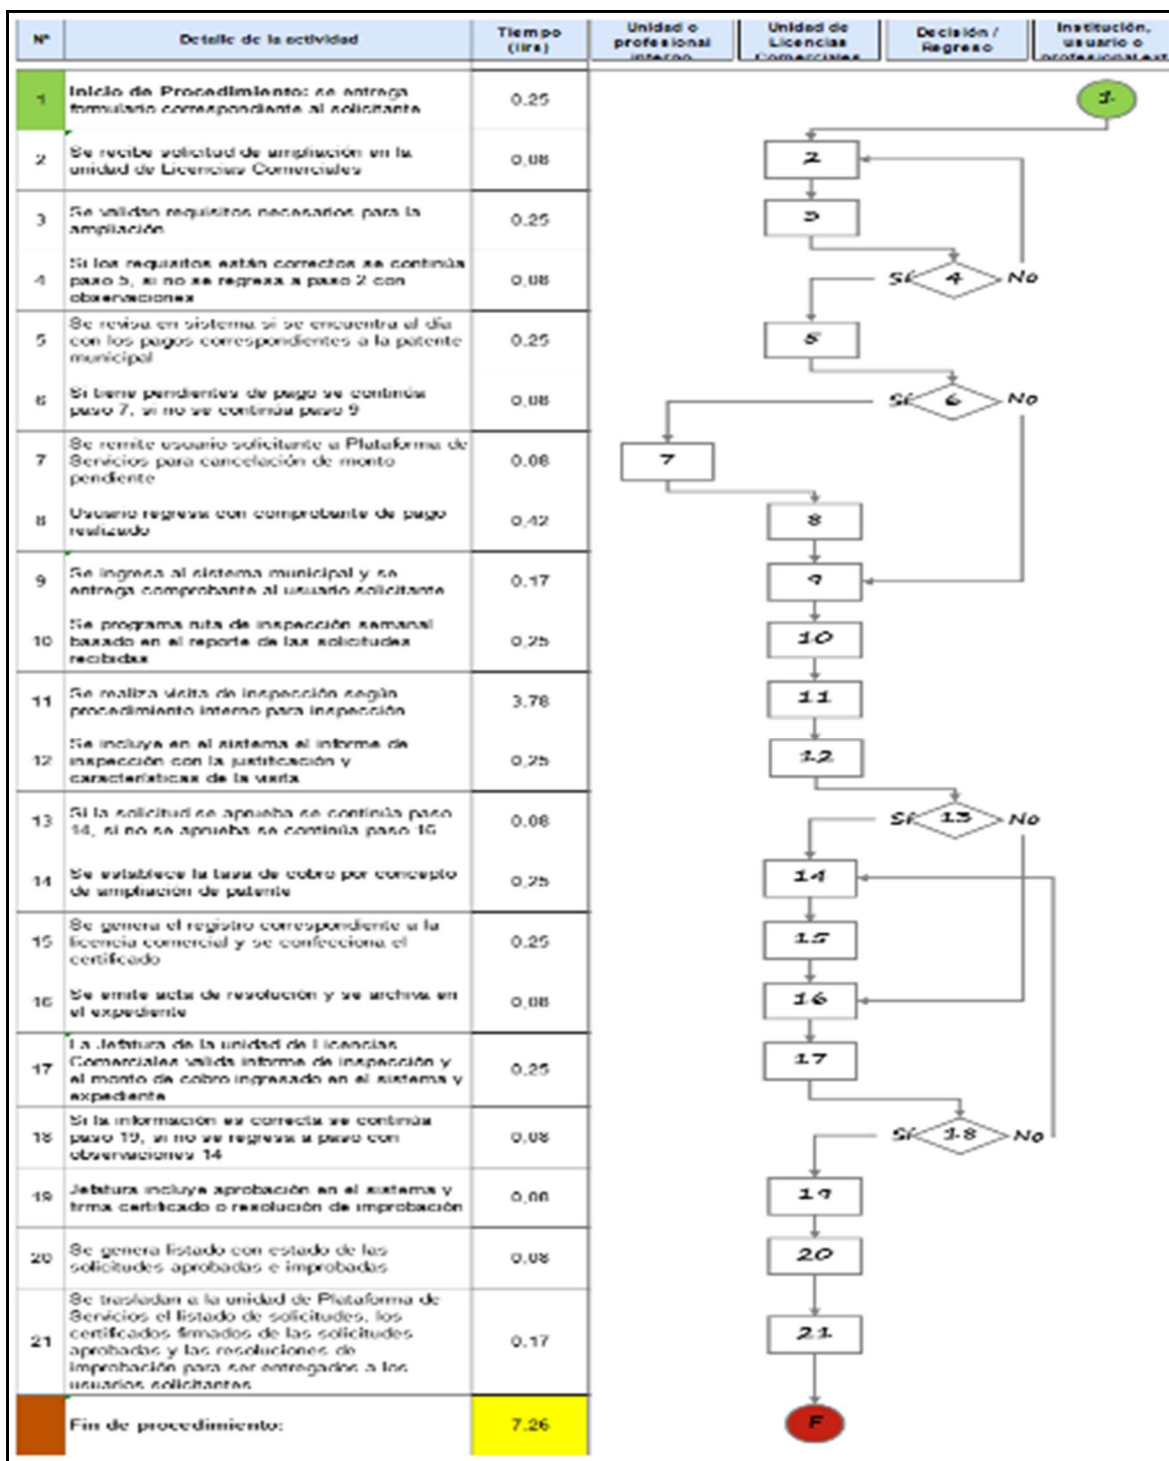 Nº
Detalle de la actividad
Tiempo
(hrs)
Unidad o
profesional
interno
Unidad de
Licencias
Comerciales
Decisión /
Regreso
Institución,
usuario o
profesional ext
1
Inicio de Procedimiento: se entrega
formulario correspondiente al solicitante
0.25
1
2
Se recibe solicitud de ampliación en la
unidad de Licencias Comerciales
0,08
2
3
Se validan requisitos necesarios para la
ampliación
0.25
3
4
Si los requisitos están correctos se continúa
paso 5, si no se regresa a paso 2 con
observaciones
0,08
Sí
4
No
5
Se revisa en sistema si se encuentra al día
con los pagos correspondientes a la patente
municipal
0.25
5
6
Si tiene pendientes de pago se continúa
paso 7, si no se continúa paso 9
0,08
Sí
6
No
7
Se remite usuario solicitante a Plataforma de
Servicios para cancelación de monto
pendiente
0.08
7
8
Usuario regresa con comprobante de pago
realizado
0,42
8
9
Se ingresa al sistema municipal y se
entrega comprobante al usuario solicitante
0.17
9
10
Se programa ruta de inspección semanal
basado en el reporte de las solicitudes
recibidas
0,25
10
11
Se realiza visita de inspección según
procedimiento interno para inspección
3.78
11
12
Se incluye en el sistema el informe de
inspección con la justificación y
características de la visita
0,25
12
13
Si la solicitud se aprueba se continúa paso
14, si no se aprueba se continúa paso 16
0.08
Sí
13
No
14
Se establece la tasa de cobro por concepto
de ampliación de patente
0,25
14
15
Se genera el registro correspondiente a la
licencia comercial y se confecciona el
certificado
0.25
15
16
Se emite acta de resolución y se archiva en
el expediente
0,08
16
17
La Jefatura de la unidad de Licencias
Comerciales valida informe de inspección y
el monto de cobro ingresado en el sistema y
expediente
0.25
17
18
Si la información es correcta se continúa
paso 19, si no se regresa a paso con
observaciones 14
0,08
Sí
18
No
19
Jefatura incluye aprobación en el sistema y
firma certificado o resolución de improbación
0,08
19
20
Se genera listado con estado de las
solicitudes aprobadas e improbadas
0.08
20
21
Se trasladan a la unidad de Plataforma de
Servicios el listado de solicitudes, los
certificados firmados de las solicitudes
aprobadas y las resoluciones de
improbación para ser entregados a los
usuarios solicitantes
0.17
21
Fin de procedimiento:
7.26
F